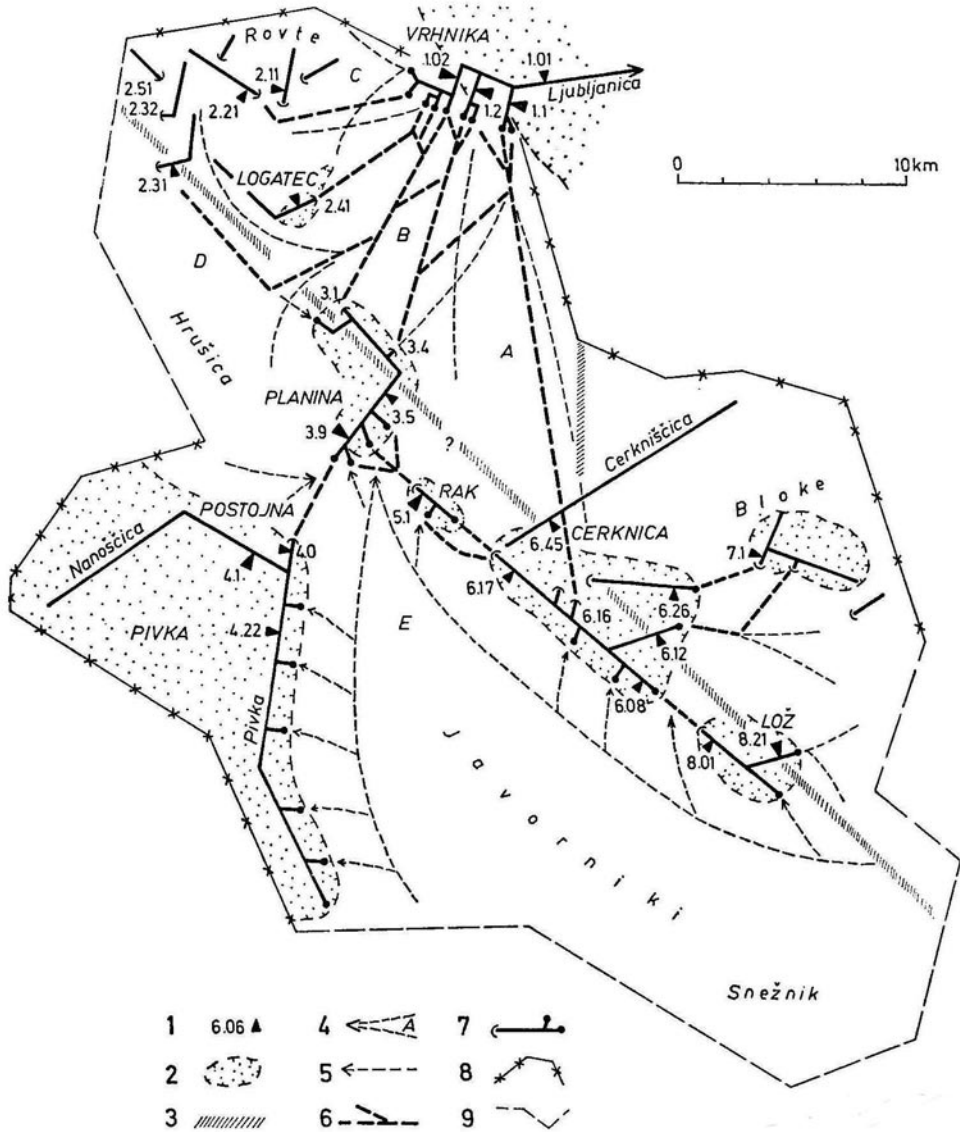 Rovte
VRHNIKA
1.02
1.01
Ljubljanica
C
2.11
2.51
2.32
2.21
1.2
1.1
0
10km
LOGATEC
2.31
2.41
B
D
3.1
Hrušica
3.4
A
PLANINA
3.5
3.9
?
Cerkniščica
RAK
Bloke
POSTOJNA
5.1
CERKNICA
6.45
7.1
Nanoščica
4.0
4.1
6.17
6.16
6.26
PIVKA
4.22
E
6.12
6.08
LOŽ
8.21
Pivka
8.01
Javorniki
Snežnik
1 6.06 4 A 7
2 5 8
3 6 9